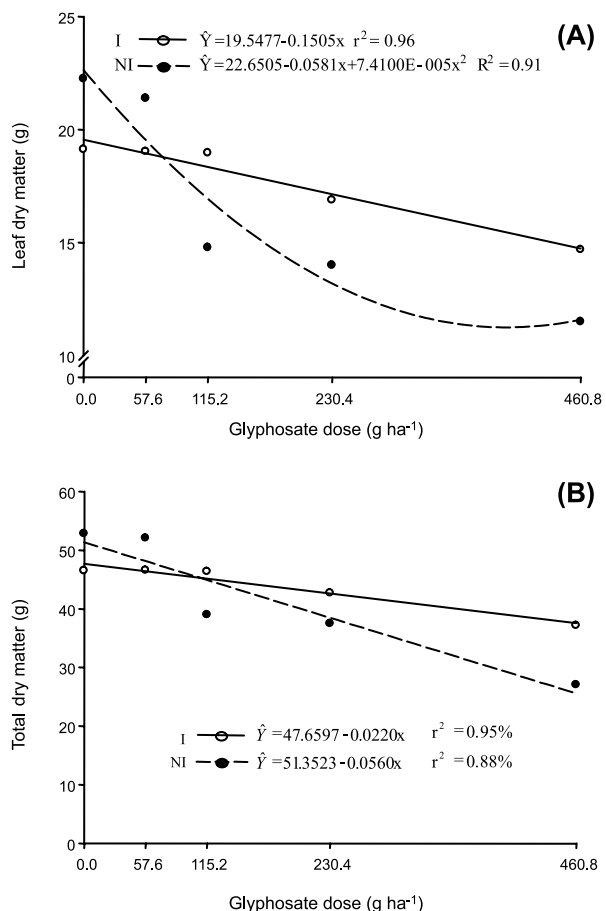 (A)
I Ŷ=19.5477-0.1505x r² = 0.96
NI Ŷ=22.6505-0.0581x+7.4100E-005x² R² = 0.91
Leaf dry matter (g)
25
20
15
10
0
0.0 57.6 115.2 230.4 460.8
Glyphosate dose (g ha⁻¹)
(B)
Total dry matter (g)
60
50
40
30
20
10
0
I Ŷ=47.6597-0.0220x r² =0.95%
NI Ŷ=51.3523-0.0560x r² =0.88%
0.0 57.6 115.2 230.4 460.8
Glyphosate dose (g ha⁻¹)